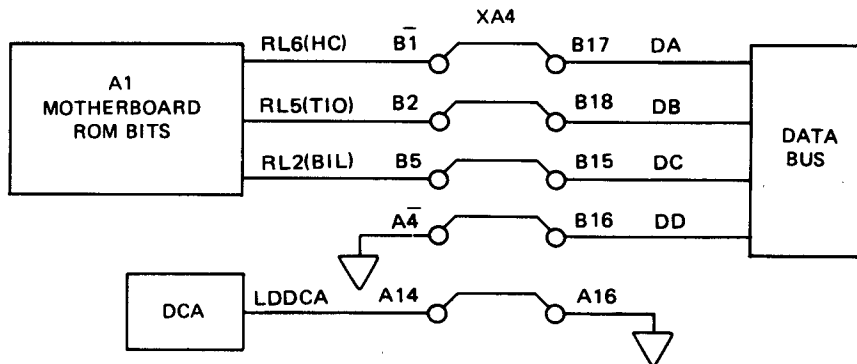 XA4
RL6(HC) B1̅ B17 DA
A1
MOTHERBOARD
ROM BITS
RL5(TIO) B2 B18 DB
DATA
BUS
RL2(BIL) B5 B15 DC
A4̅ B16 DD
DCA
LDDCA A14 A16